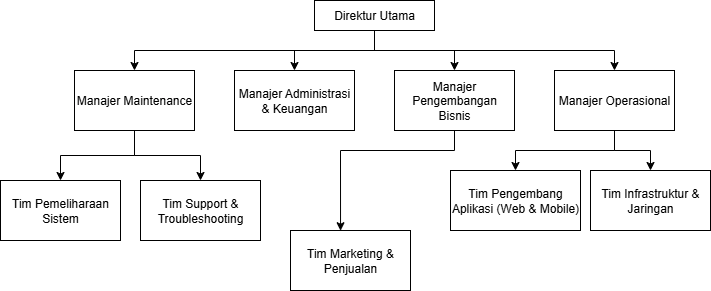 Direktur Utama
Manajer Maintenance
Manajer Administrasi
& Keuangan
Manajer
Pengembangan
Bisnis
Manajer Operasional
Tim Pemeliharaan
Sistem
Tim Support &
Troubleshooting
Tim Marketing &
Penjualan
Tim Pengembang
Aplikasi (Web & Mobile)
Tim Infrastruktur &
Jaringan